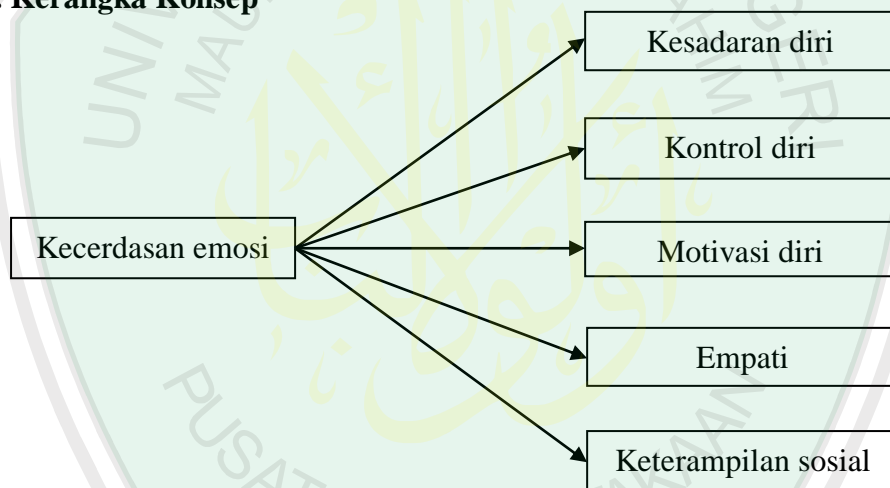 . Kerangka Konsep
Kesadaran diri
Kontrol diri
Kecerdasan emosi
Motivasi diri
Empati
Keterampilan sosial